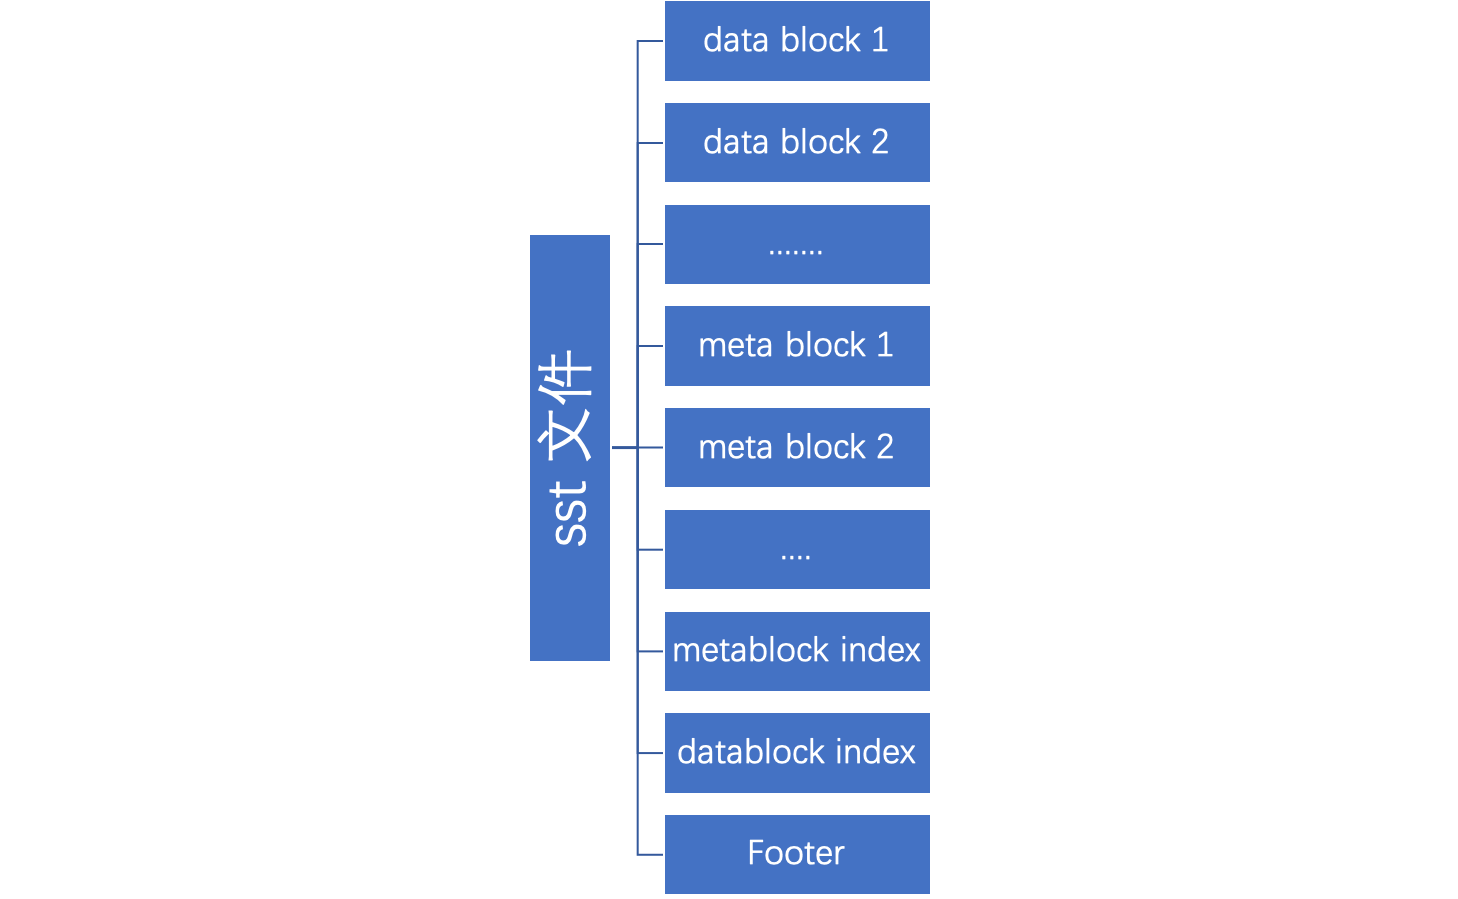 sst 文件
data block 1
data block 2
.......
meta block 1
meta block 2
....
metablock index
datablock index
Footer